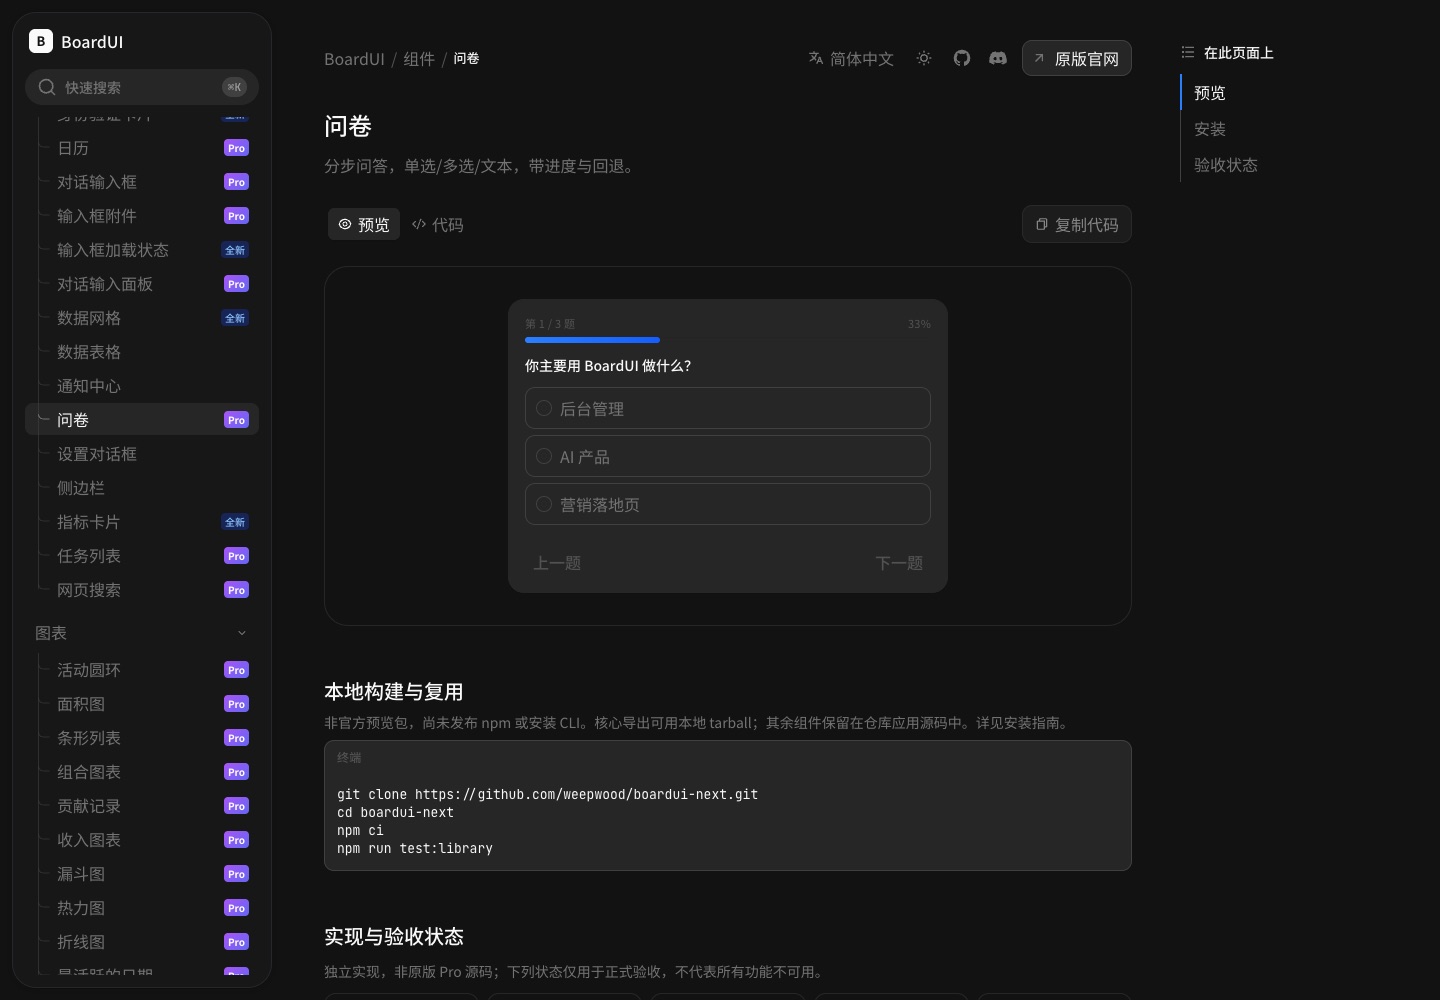 B BoardUI
快速搜索 ⌘K
日历 Pro
对话输入框 Pro
输入框附件 Pro
输入框加载状态 全新
对话输入面板 Pro
数据网格 全新
数据表格
通知中心
问卷 Pro
设置对话框
侧边栏
指标卡片 全新
任务列表 Pro
网页搜索 Pro
图表
活动圆环 Pro
面积图 Pro
条形列表 Pro
组合图表 Pro
贡献记录 Pro
收入图表 Pro
漏斗图 Pro
热力图 Pro
折线图 Pro
BoardUI / 组件 / 问卷
简体中文
原版官网
问卷
分步问答，单选/多选/文本，带进度与回退。
预览
代码
复制代码
第 1 / 3 题 33%
你主要用 BoardUI 做什么？
后台管理
AI 产品
营销落地页
上一题 下一题
本地构建与复用
非官方预览包，尚未发布 npm 或安装 CLI。核心导出可用本地 tarball；其余组件保留在仓库应用源码中。详见安装指南。
终端
git clone https://github.com/weepwood/boardui-next.git
cd boardui-next
npm ci
npm run test:library
实现与验收状态
独立实现，非原版 Pro 源码；下列状态仅用于正式验收，不代表所有功能不可用。
在此页面上
预览
安装
验收状态